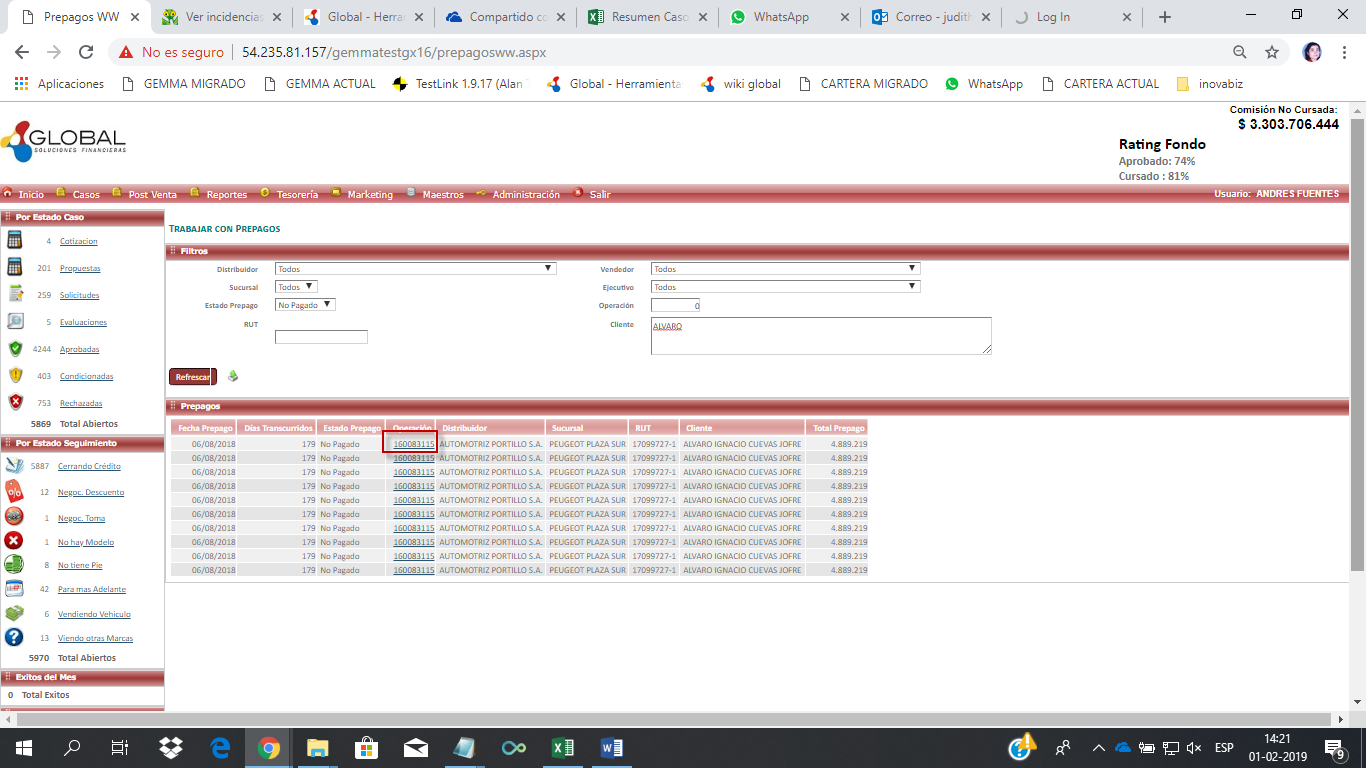 Prepagos WW
Ver incidencias
Global - Herra
Compartido co
Resumen Caso
WhatsApp
Correo - judith
Log In
No es seguro
54.235.81.157/gemmatestgx16/prepagosww.aspx
Aplicaciones
GEMMA MIGRADO
GEMMA ACTUAL
TestLink 1.9.17 (Alan
Global - Herramienta
wiki global
CARTERA MIGRADO
WhatsApp
CARTERA ACTUAL
inovabiz
GLOBAL
SOLUCIONES FINANCIERAS
Comisión No Cursada:
$ 3.303.706.444
Rating Fondo
Aprobado: 74%
Cursado : 81%
Inicio Casos Post Venta Reportes Tesorería Marketing Maestros Administración Salir Usuario: ANDRES FUENTES
Por Estado Caso
4 Cotizacion
201 Propuestas
259 Solicitudes
5 Evaluaciones
4244 Aprobadas
403 Condicionadas
753 Rechazadas
5869 Total Abiertos
Por Estado Seguimiento
5887 Cerrando Crédito
12 Negoc. Descuento
1 Negoc. Toma
1 No hay Modelo
8 No tiene Pie
42 Para mas Adelante
6 Vendiendo Vehículo
13 Viendo otras Marcas
5970 Total Abiertos
Exitos del Mes
0 Total Exitos
TRABAJAR CON PREPAGOS
Filtros
Distribuidor Todos Vendedor Todos
Sucursal Todos Ejecutivo Todos
Estado Prepago No Pagado Operación 0
RUT Cliente ALVARO
Refrescar
Prepagos
Fecha Prepago Días Transcurridos Estado Prepago Operación Distribuidor Sucursal RUT Cliente Total Prepago
06/08/2018 179 No Pagado 160083115 AUTOMOTRIZ PORTILLO S.A. PEUGEOT PLAZA SUR 17099727-1 ALVARO IGNACIO CUEVAS JOFRE 4.889.219
06/08/2018 179 No Pagado 160083115 AUTOMOTRIZ PORTILLO S.A. PEUGEOT PLAZA SUR 17099727-1 ALVARO IGNACIO CUEVAS JOFRE 4.889.219
06/08/2018 179 No Pagado 160083115 AUTOMOTRIZ PORTILLO S.A. PEUGEOT PLAZA SUR 17099727-1 ALVARO IGNACIO CUEVAS JOFRE 4.889.219
06/08/2018 179 No Pagado 160083115 AUTOMOTRIZ PORTILLO S.A. PEUGEOT PLAZA SUR 17099727-1 ALVARO IGNACIO CUEVAS JOFRE 4.889.219
06/08/2018 179 No Pagado 160083115 AUTOMOTRIZ PORTILLO S.A. PEUGEOT PLAZA SUR 17099727-1 ALVARO IGNACIO CUEVAS JOFRE 4.889.219
06/08/2018 179 No Pagado 160083115 AUTOMOTRIZ PORTILLO S.A. PEUGEOT PLAZA SUR 17099727-1 ALVARO IGNACIO CUEVAS JOFRE 4.889.219
06/08/2018 179 No Pagado 160083115 AUTOMOTRIZ PORTILLO S.A. PEUGEOT PLAZA SUR 17099727-1 ALVARO IGNACIO CUEVAS JOFRE 4.889.219
06/08/2018 179 No Pagado 160083115 AUTOMOTRIZ PORTILLO S.A. PEUGEOT PLAZA SUR 17099727-1 ALVARO IGNACIO CUEVAS JOFRE 4.889.219
06/08/2018 179 No Pagado 160083115 AUTOMOTRIZ PORTILLO S.A. PEUGEOT PLAZA SUR 17099727-1 ALVARO IGNACIO CUEVAS JOFRE 4.889.219
06/08/2018 179 No Pagado 160083115 AUTOMOTRIZ PORTILLO S.A. PEUGEOT PLAZA SUR 17099727-1 ALVARO IGNACIO CUEVAS JOFRE 4.889.219
ESP
14:21
01-02-2019
9